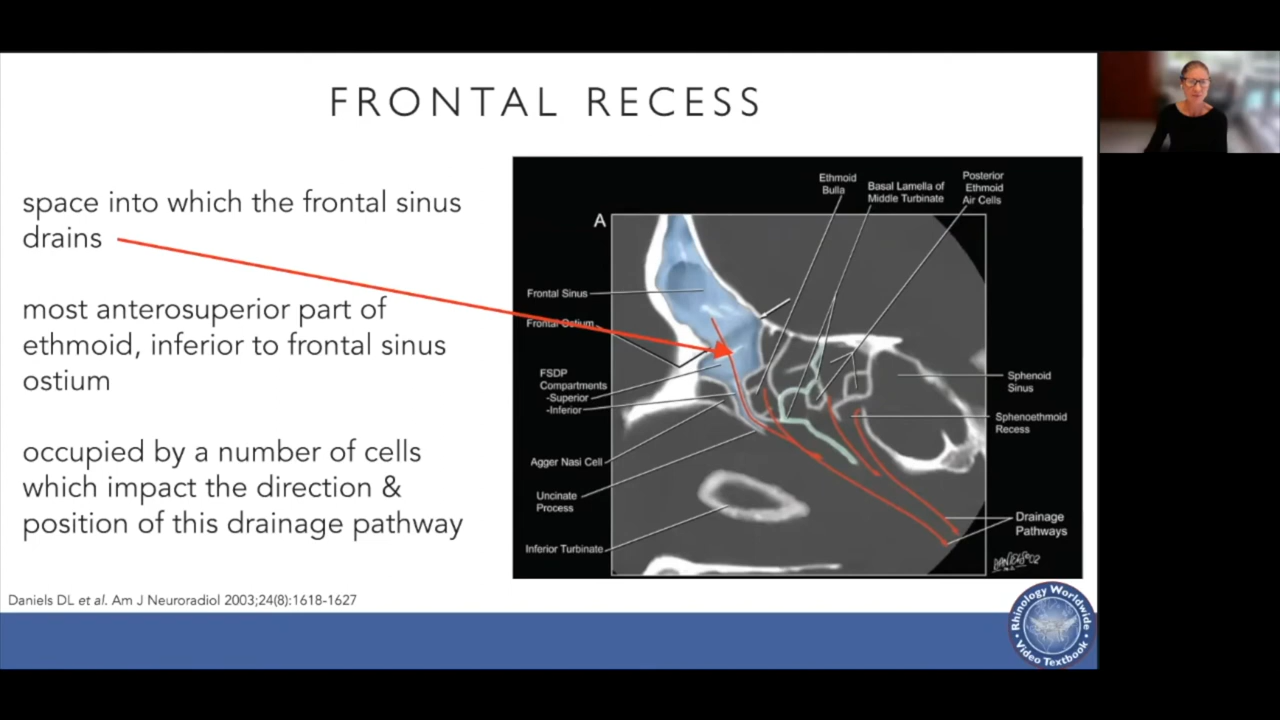 FRONTAL RECESS
space into which the frontal sinus
drains
most anterosuperior part of
ethmoid, inferior to frontal sinus
ostium
occupied by a number of cells
which impact the direction &
position of this drainage pathway
A
Ethmoid
Bulla
Basal Lamella of
Middle Turbinate
Posterior
Ethmoid
Air Cells
Frontal Sinus
Frontal Ostium
FSDP
Compartments
-Superior
-Inferior
Agger Nasi Cell
Uncinate
Process
Inferior Turbinate
Sphenoid
Sinus
Sphenoethmoid
Recess
Drainage
Pathways
Daniels DL et al. Am J Neuroradiol 2003;24(8):1618-1627
Rhinology Worldwide
Video Textbook